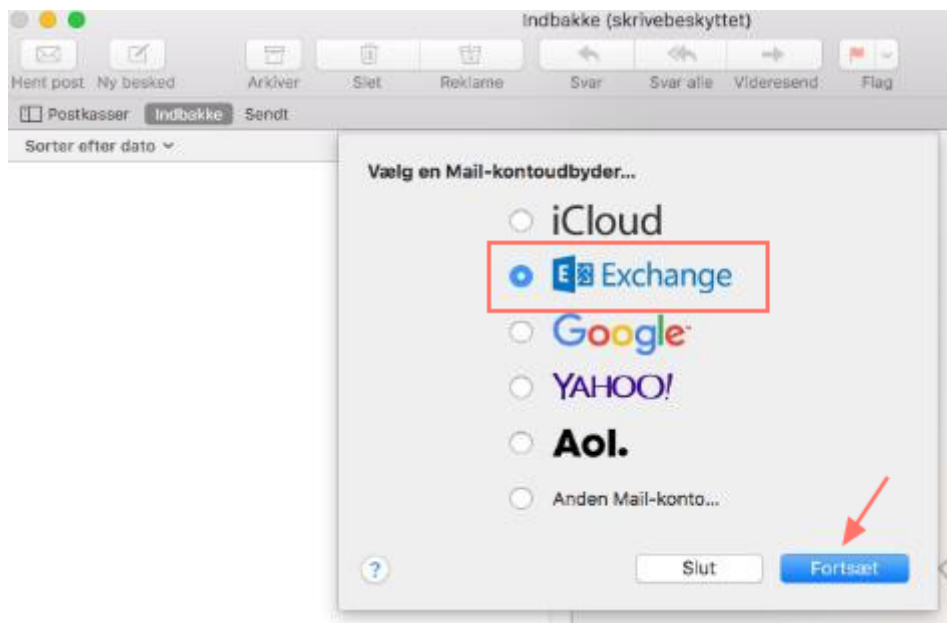 Indbakke (skrivebeskyttet)
Hent post Ny besked Arkiver Slet Reklame Svar Svar alle Videresend Flag
Postkasser Indbakke Sendt
Sorter efter dato
Vælg en Mail-kontoudbyder...
iCloud
E Exchange
Google
YAHOO!
Aol.
Anden Mail-konto...
? Slut Fortsæt